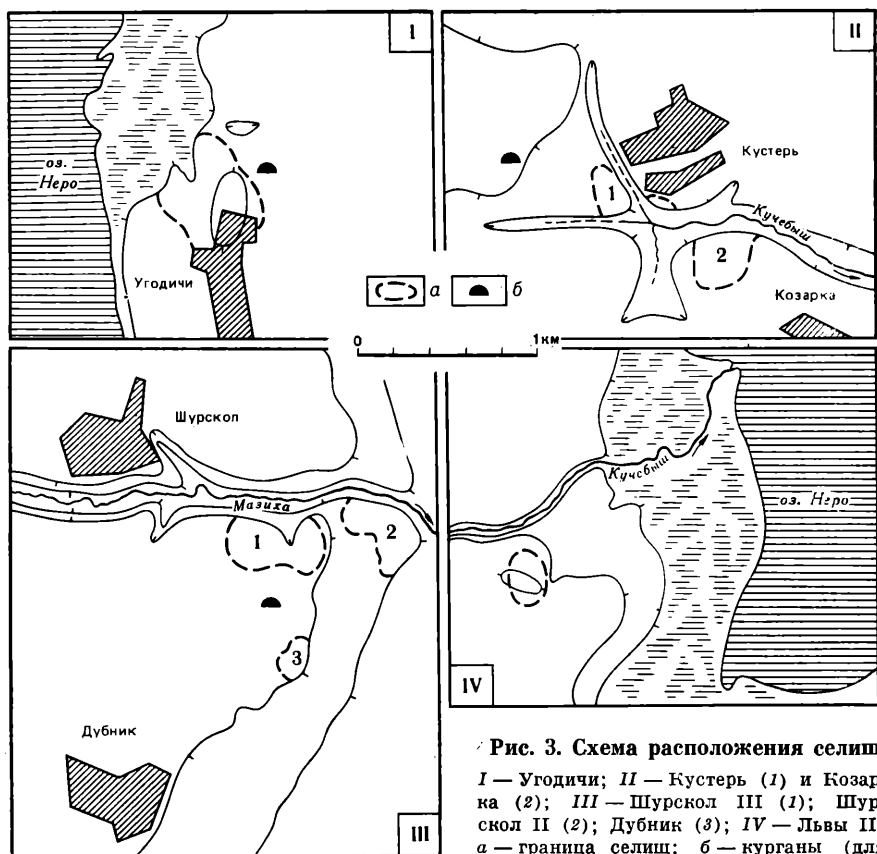 I
оз.
Неро
Угодичи
II
Кустерь
1
Кучебыш
2
Козарка
а
б
0
1км
Шурскол
Мазиха
1
2
3
Дубник
III
Кучебыш
оз. Неро
IV
Рис. 3. Схема расположения селищ
I — Угодичи; II — Кустерь (1) и Козар-
ка (2); III — Шурскол III (1); Шур-
скол II (2); Дубник (3); IV — Львы II
а — граница селищ; б — курганы (для